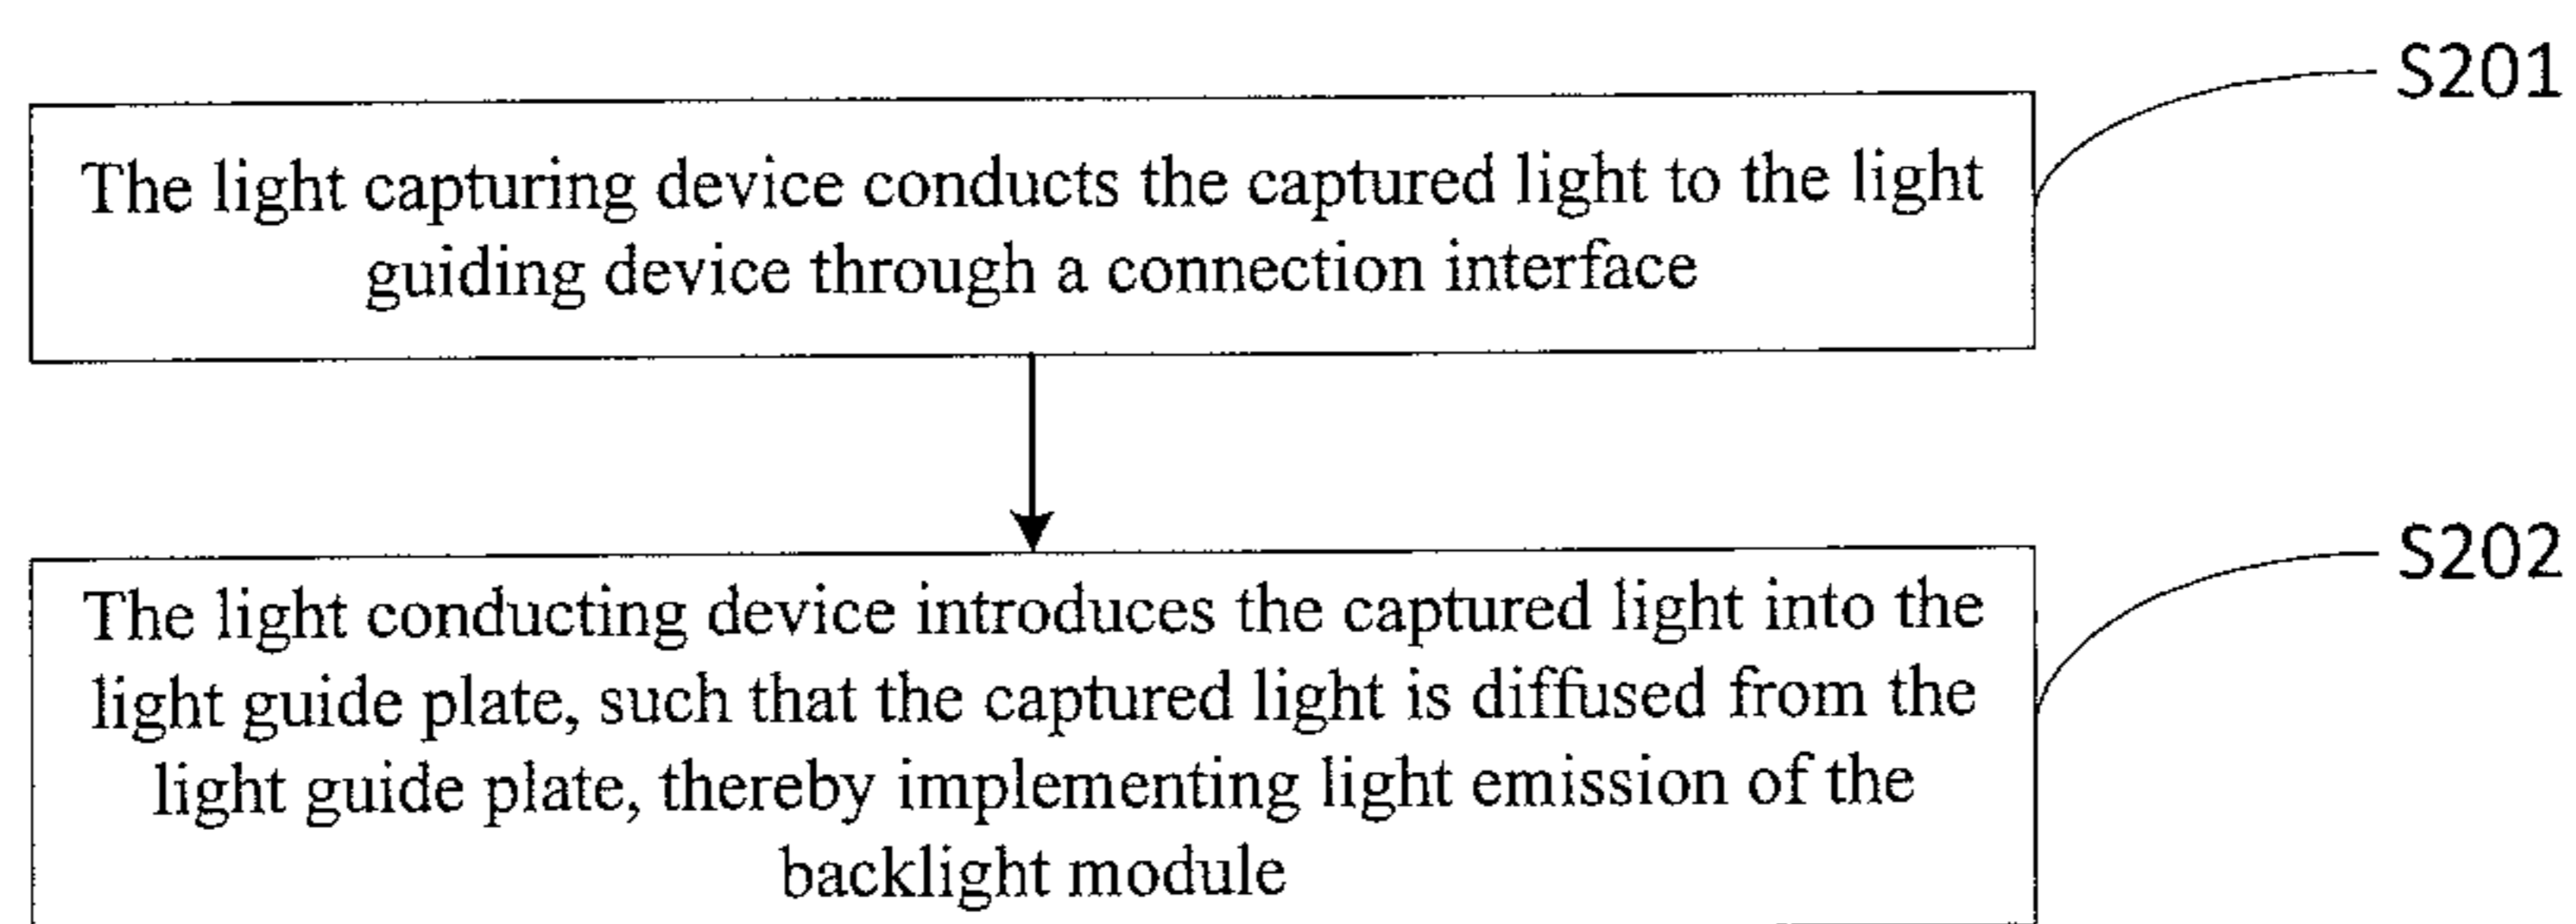 S201
The light capturing device conducts the captured light to the light
guiding device through a connection interface
S202
The light conducting device introduces the captured light into the
light guide plate, such that the captured light is diffused from the
light guide plate, thereby implementing light emission of the
backlight module